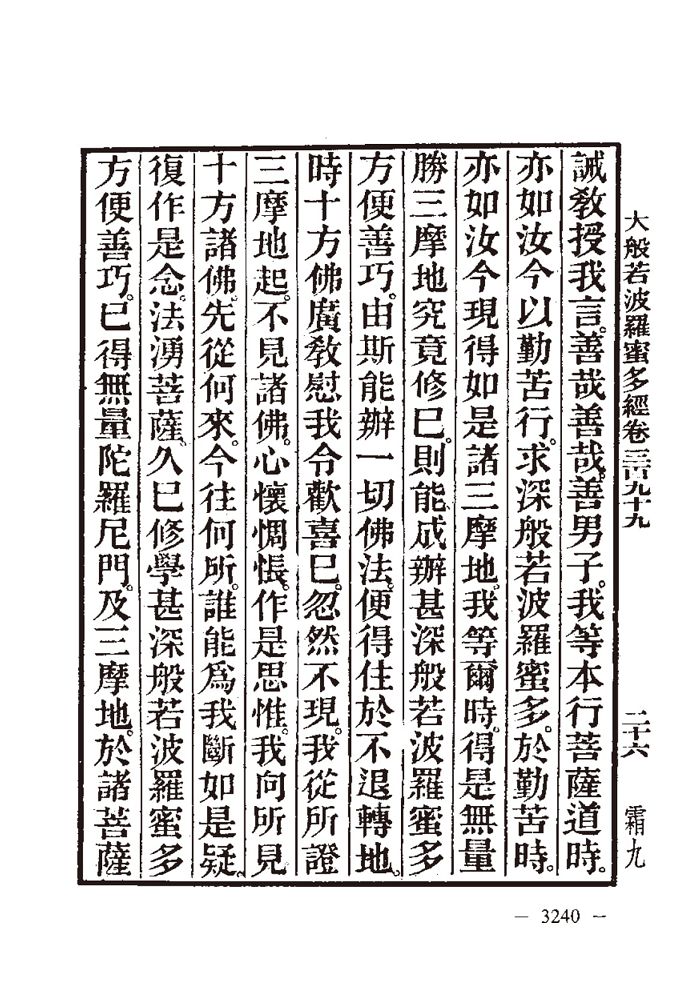 大般若波羅蜜多經卷三百九十九 二十六 霜九
誡敎授我言。善哉善哉。善男子。我等本行菩薩道時。
亦如汝今以勤苦行。求深般若波羅蜜多。於勤苦時。
亦如汝今現得如是諸三摩地。我等爾時。得是無量
勝三摩地究竟修巳。則能成辦甚深般若波羅蜜多
方便善巧。由斯能辦一切佛法。便得住於不退轉地。
時十方佛廣敎慰我令歡喜巳。忽然不現。我從所證
三摩地起。不見諸佛。心懷惆悵。作是思惟。我向所見
十方諸佛。先從何來。今往何所。誰能爲我斷如是疑。
復作是念。法湧菩薩。久巳修學甚深般若波羅蜜多
方便善巧。巳得無量陀羅尼門。及三摩地。於諸菩薩
— 3240 —